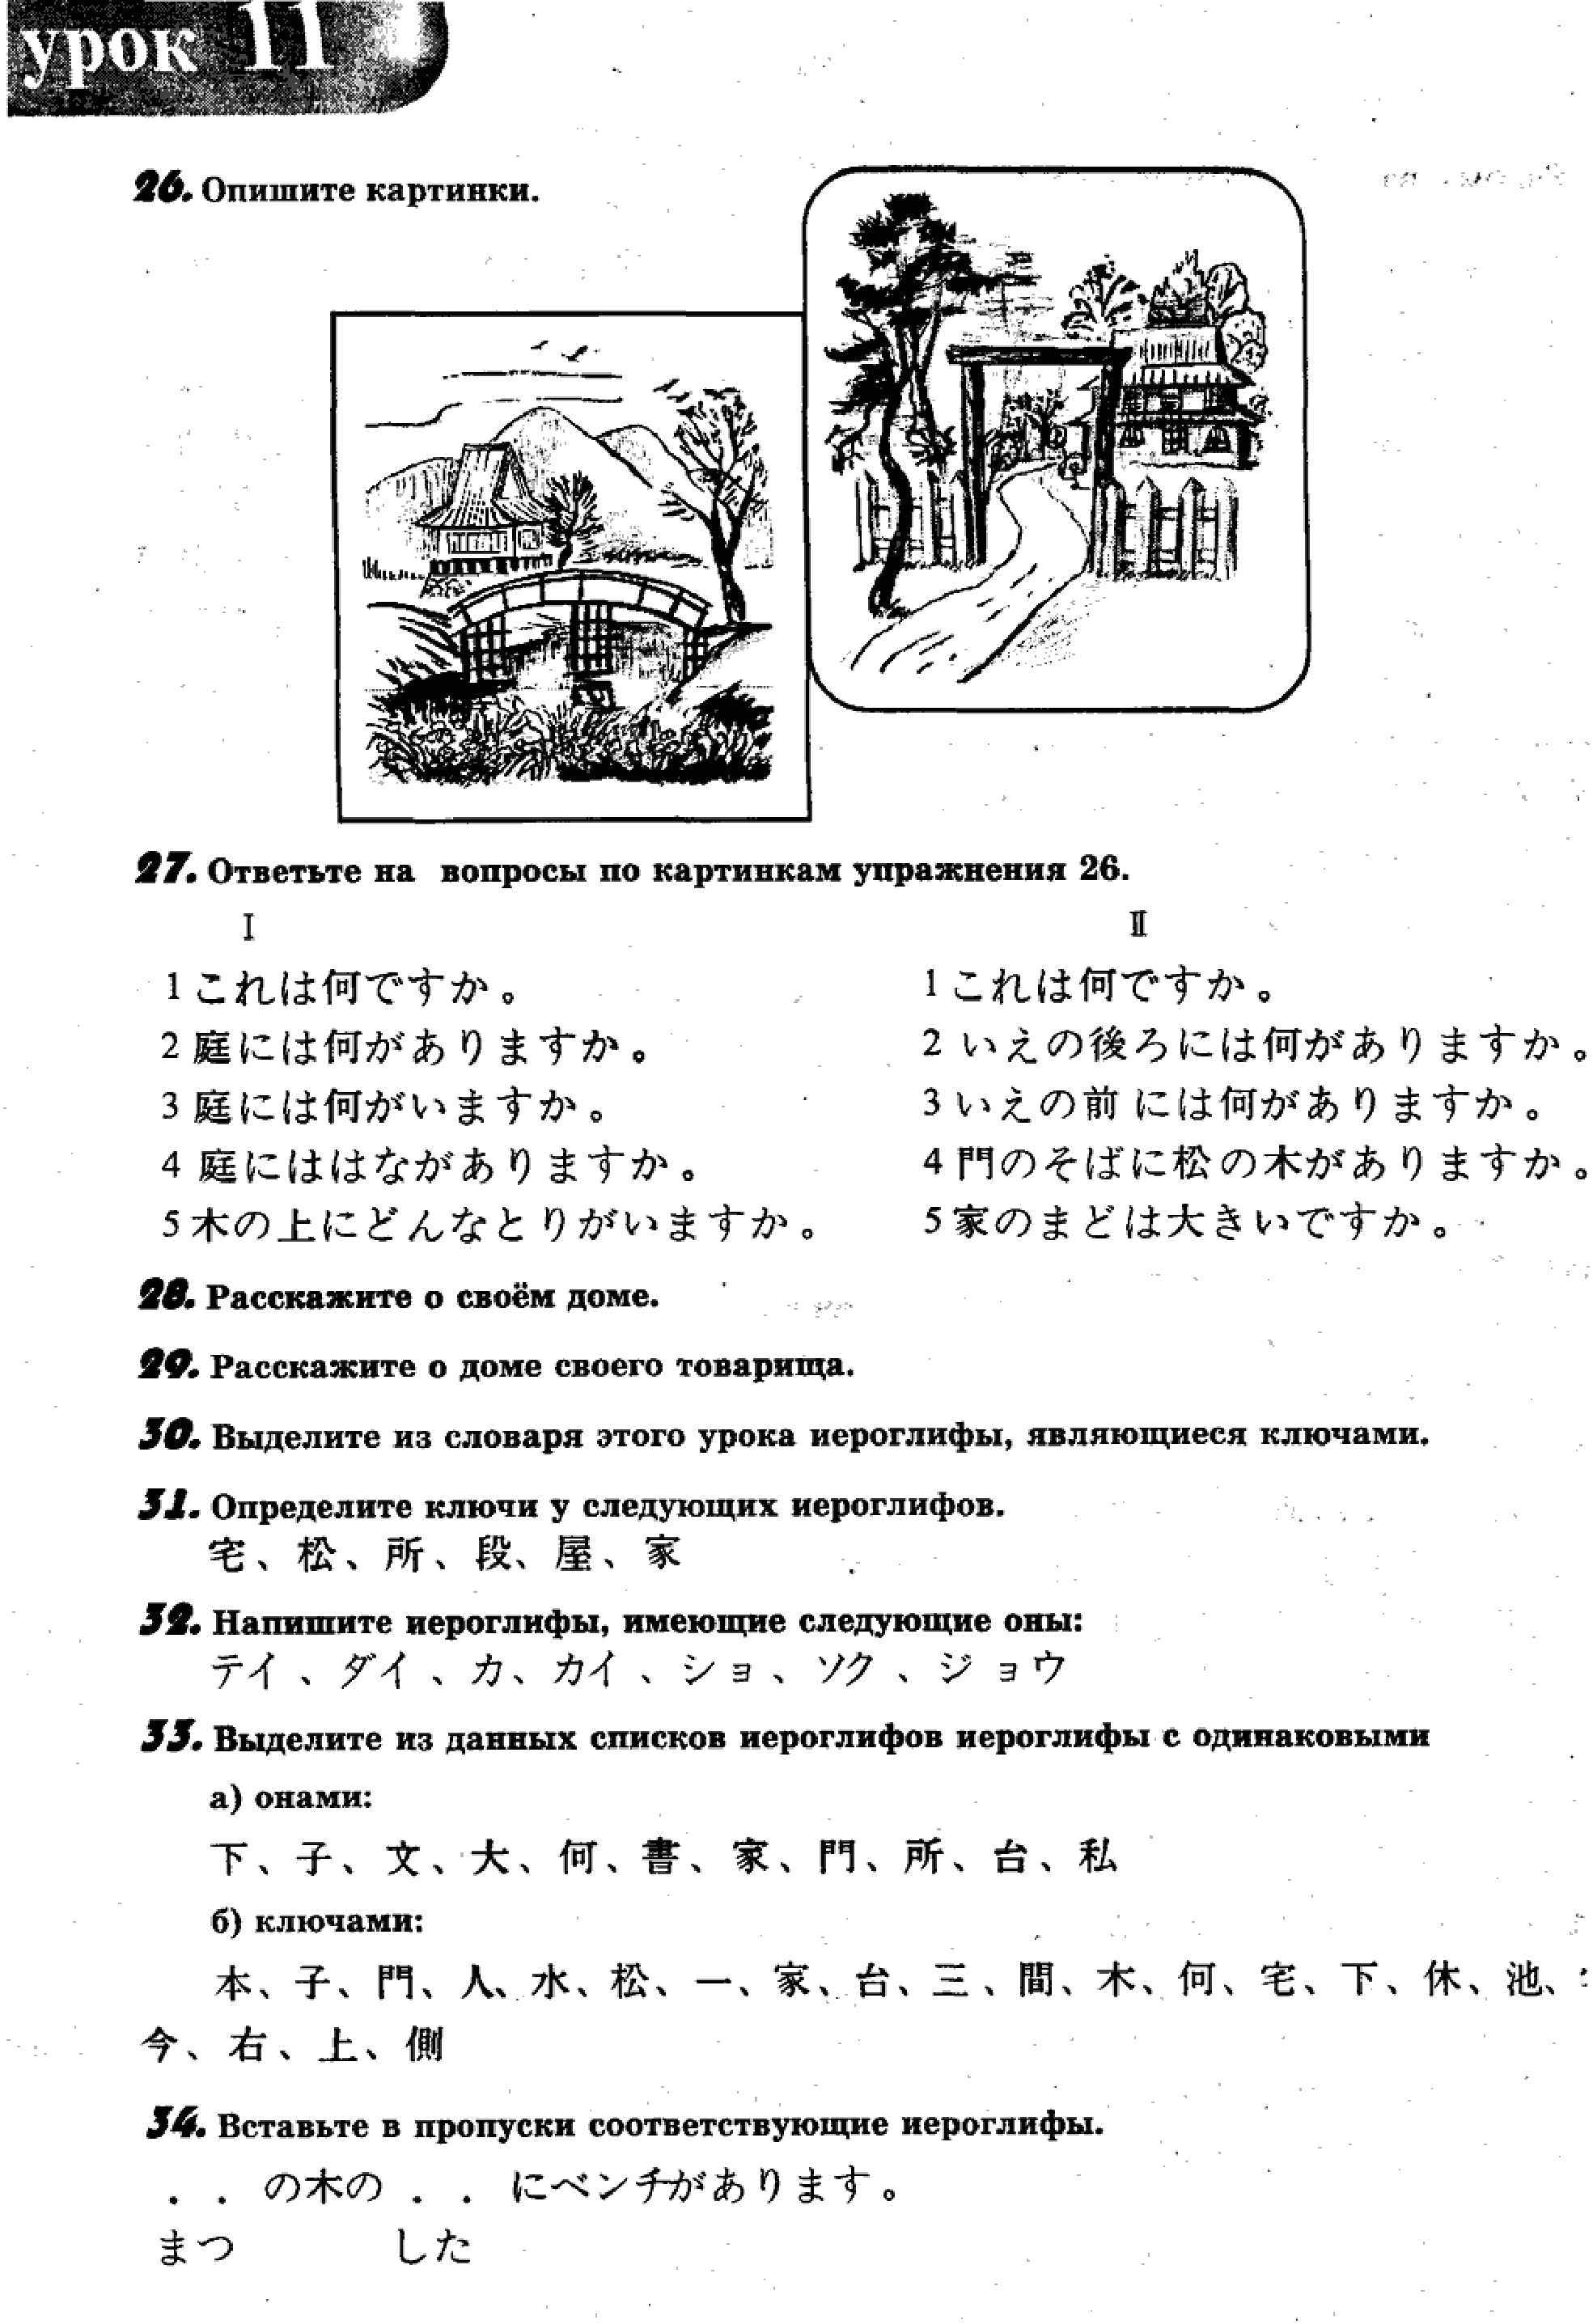 урок 11
26. Опишите картинки.
27. Ответьте на вопросы по картинкам упражнения 26.
I
1 これは何ですか。
2 庭には何がありますか。
3 庭には何がいますか。
4 庭にははながありますか。
5 木の上にどんなとりがいますか。
II
1 これは何ですか。
2 いえの後ろには何がありますか。
3 いえの前には何がありますか。
4 門のそばに松の木がありますか。
5 家のまどは大きいですか。
28. Расскажите о своём доме.
29. Расскажите о доме своего товарища.
30. Выделите из словаря этого урока иероглифы, являющиеся ключами.
31. Определите ключи у следующих иероглифов.
宅、松、所、段、屋、家
32. Напишите иероглифы, имеющие следующие оны:
テイ、ダイ、カ、カイ、ショ、ソク、ジョウ
33. Выделите из данных списков иероглифов иероглифы с одинаковыми
а) онами:
下、子、文、大、何、書、家、門、所、台、私
б) ключами:
本、子、門、人、水、松、一、家、台、三、間、木、何、宅、下、休、池、
今、右、上、側
34. Вставьте в пропуски соответствующие иероглифы.
. . の木の . . にベンチがあります。
まつ した